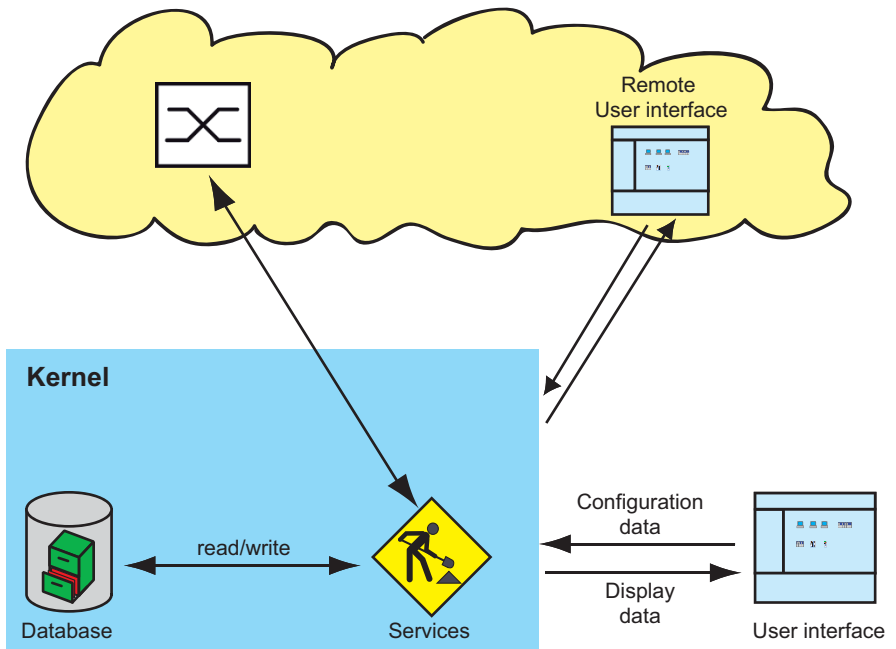 Remote
User interface
Kernel
read/write
Configuration
data
Display
data
Database
Services
User interface